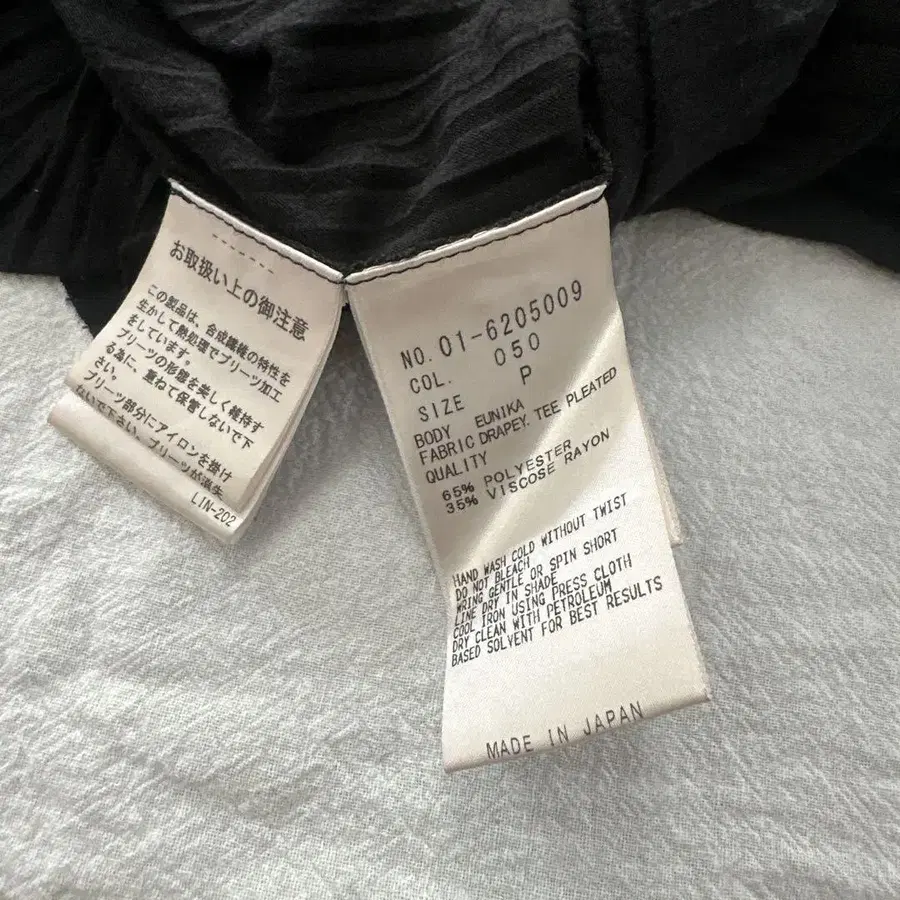 お取扱い上の御注意
この製品は、合成繊維の特性を
生かして熱処理でプリーツ加工
をしています。
プリーツの形態を美しく維持す
る為に、重ねて保管しないで下
さい。
プリーツ部分にアイロンを掛け
ないで下さい。プリーツが消失
LIN-202
NO. 01-6205009
COL. 050
SIZE P
BODY EUNIKA
FABRIC DRAPEY. TEE PLEATED
QUALITY
65% POLYESTER
35% VISCOSE RAYON
HAND WASH COLD WITHOUT TWIST
DO NOT BLEACH
WRING GENTLE OR SPIN SHORT
LINE DRY IN SHADE
COOL IRON USING PRESS CLOTH
DRY CLEAN WITH PETROLEUM
BASED SOLVENT FOR BEST RESULTS
MADE IN JAPAN